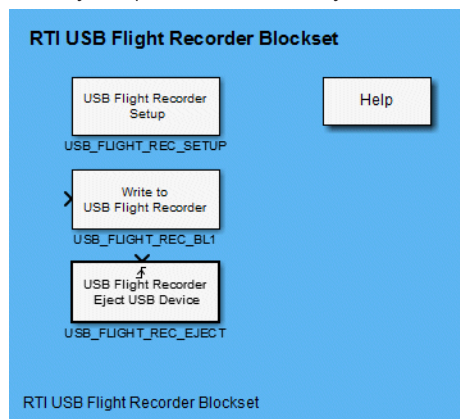 RTI USB Flight Recorder Blockset
USB Flight Recorder
Setup
Help
USB_FLIGHT_REC_SETUP
Write to
USB Flight Recorder
USB_FLIGHT_REC_BL1
USB Flight Recorder
Eject USB Device
USB_FLIGHT_REC_EJECT
RTI USB Flight Recorder Blockset